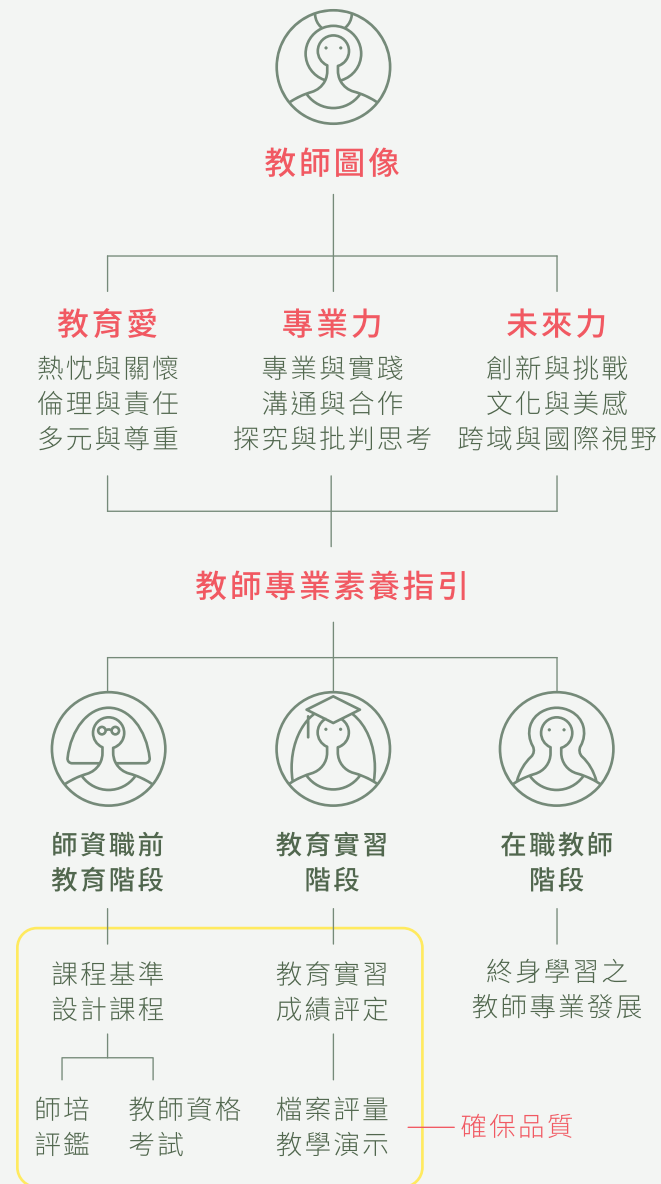 教師圖像
教育愛
熱忱與關懷
倫理與責任
多元與尊重
專業力
專業與實踐
溝通與合作
探究與批判思考
未來力
創新與挑戰
文化與美感
跨域與國際視野
教師專業素養指引
師資職前
教育階段
課程基準
設計課程
師培
評鑑
教師資格
考試
教育實習
階段
教育實習
成績評定
檔案評量
教學演示
確保品質
在職教師
階段
終身學習之
教師專業發展